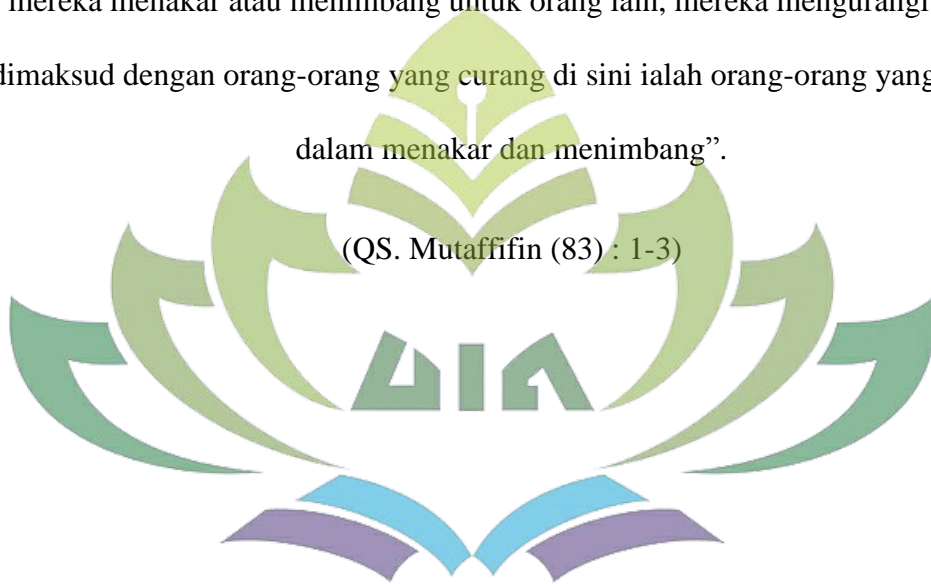 mereka menakar atau menimbang untuk orang lain, mereka mengurangi
dimaksud dengan orang-orang yang curang di sini ialah orang-orang yang
dalam menakar dan menimbang”.
(QS. Mutaffifin (83) : 1-3)
UIN